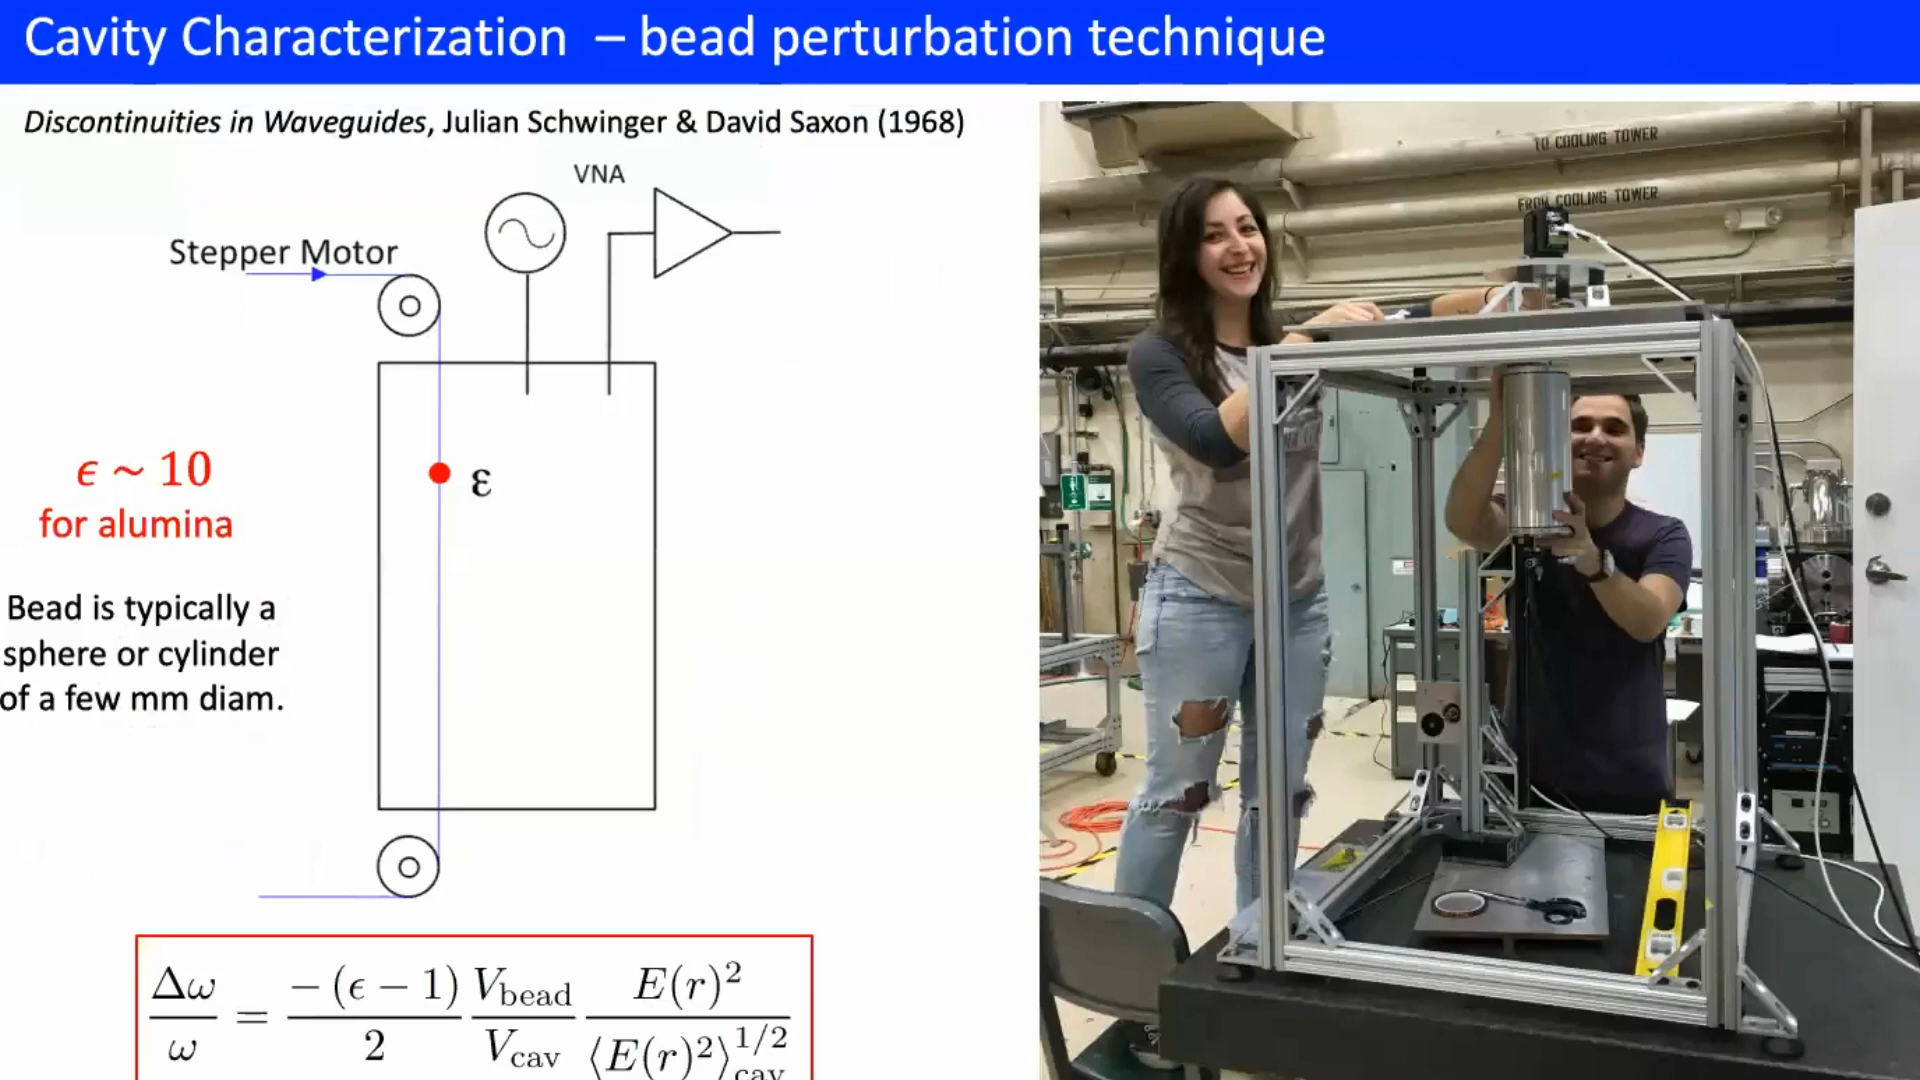 Cavity Characterization – bead perturbation technique
Discontinuities in Waveguides, Julian Schwinger & David Saxon (1968)
VNA
Stepper Motor
ϵ ~ 10
for alumina
ε
Bead is typically a
sphere or cylinder
of a few mm diam.
Δω/ω = −(ϵ − 1)/2 V_bead/V_cav E(r)²/⟨E(r)²⟩_cav^1/2
TO COOLING TOWER
FROM COOLING TOWER